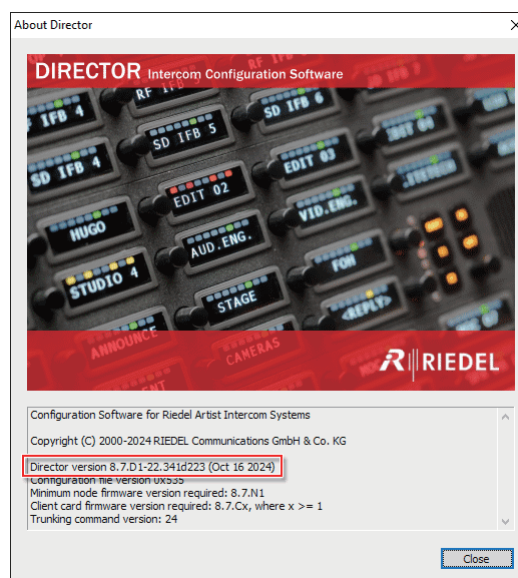 About Director
DIRECTOR Intercom Configuration Software
IFB 4
RF IFB
SD IFB 6
SD IFB 5
SD IFB 4
EDIT 03
EDIT 02
VID.ENG.
HUGO
AUD.ENG.
STUDIO 4
FOH
STAGE
<REPLY>
ANNOUNCE
CAMERAS
RIEDEL
Configuration Software for Riedel Artist Intercom Systems
Copyright (C) 2000-2024 RIEDEL Communications GmbH & Co. KG
Director version 8.7.D1-22.341d223 (Oct 16 2024)
Configuration file version 0x535
Minimum node firmware version required: 8.7.N1
Client card firmware version required: 8.7.Cx, where x >= 1
Trunking command version: 24
Close